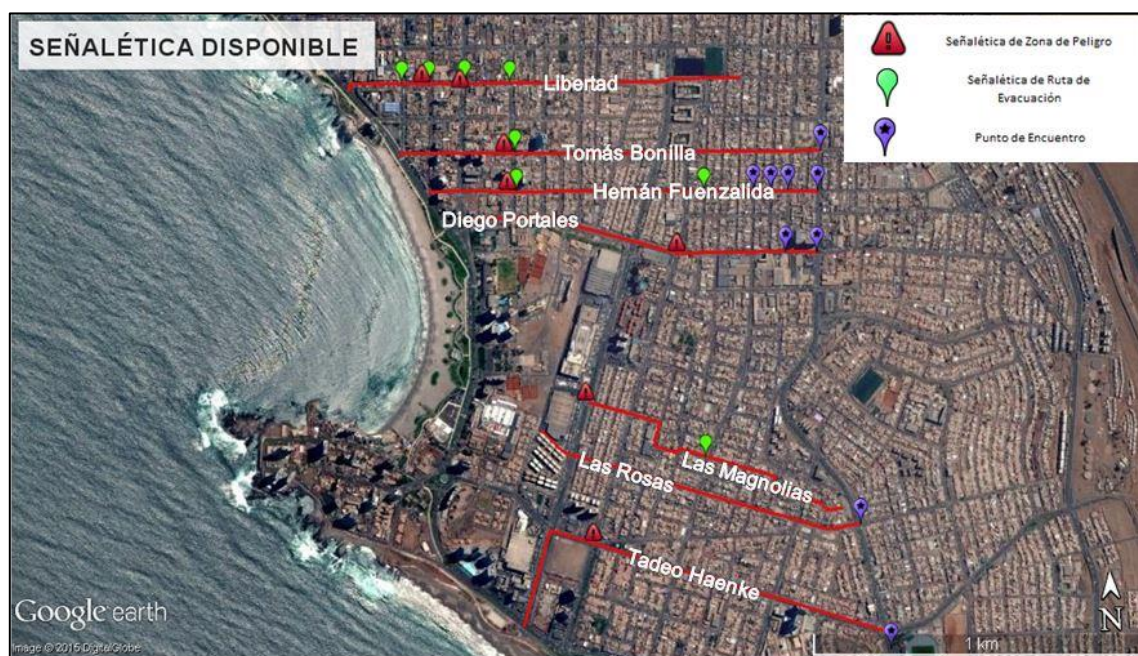 SEÑALÉTICA DISPONIBLE
Señalética de Zona de Peligro
Señalética de Ruta de
Evacuación
Punto de Encuentro
Libertad
Tomás Bonilla
Hernán Fuenzalida
Diego Portales
Las Magnolias
Las Rosas
Tadeo Haenke
Google earth
Image © 2015 DigitalGlobe
1 km
N